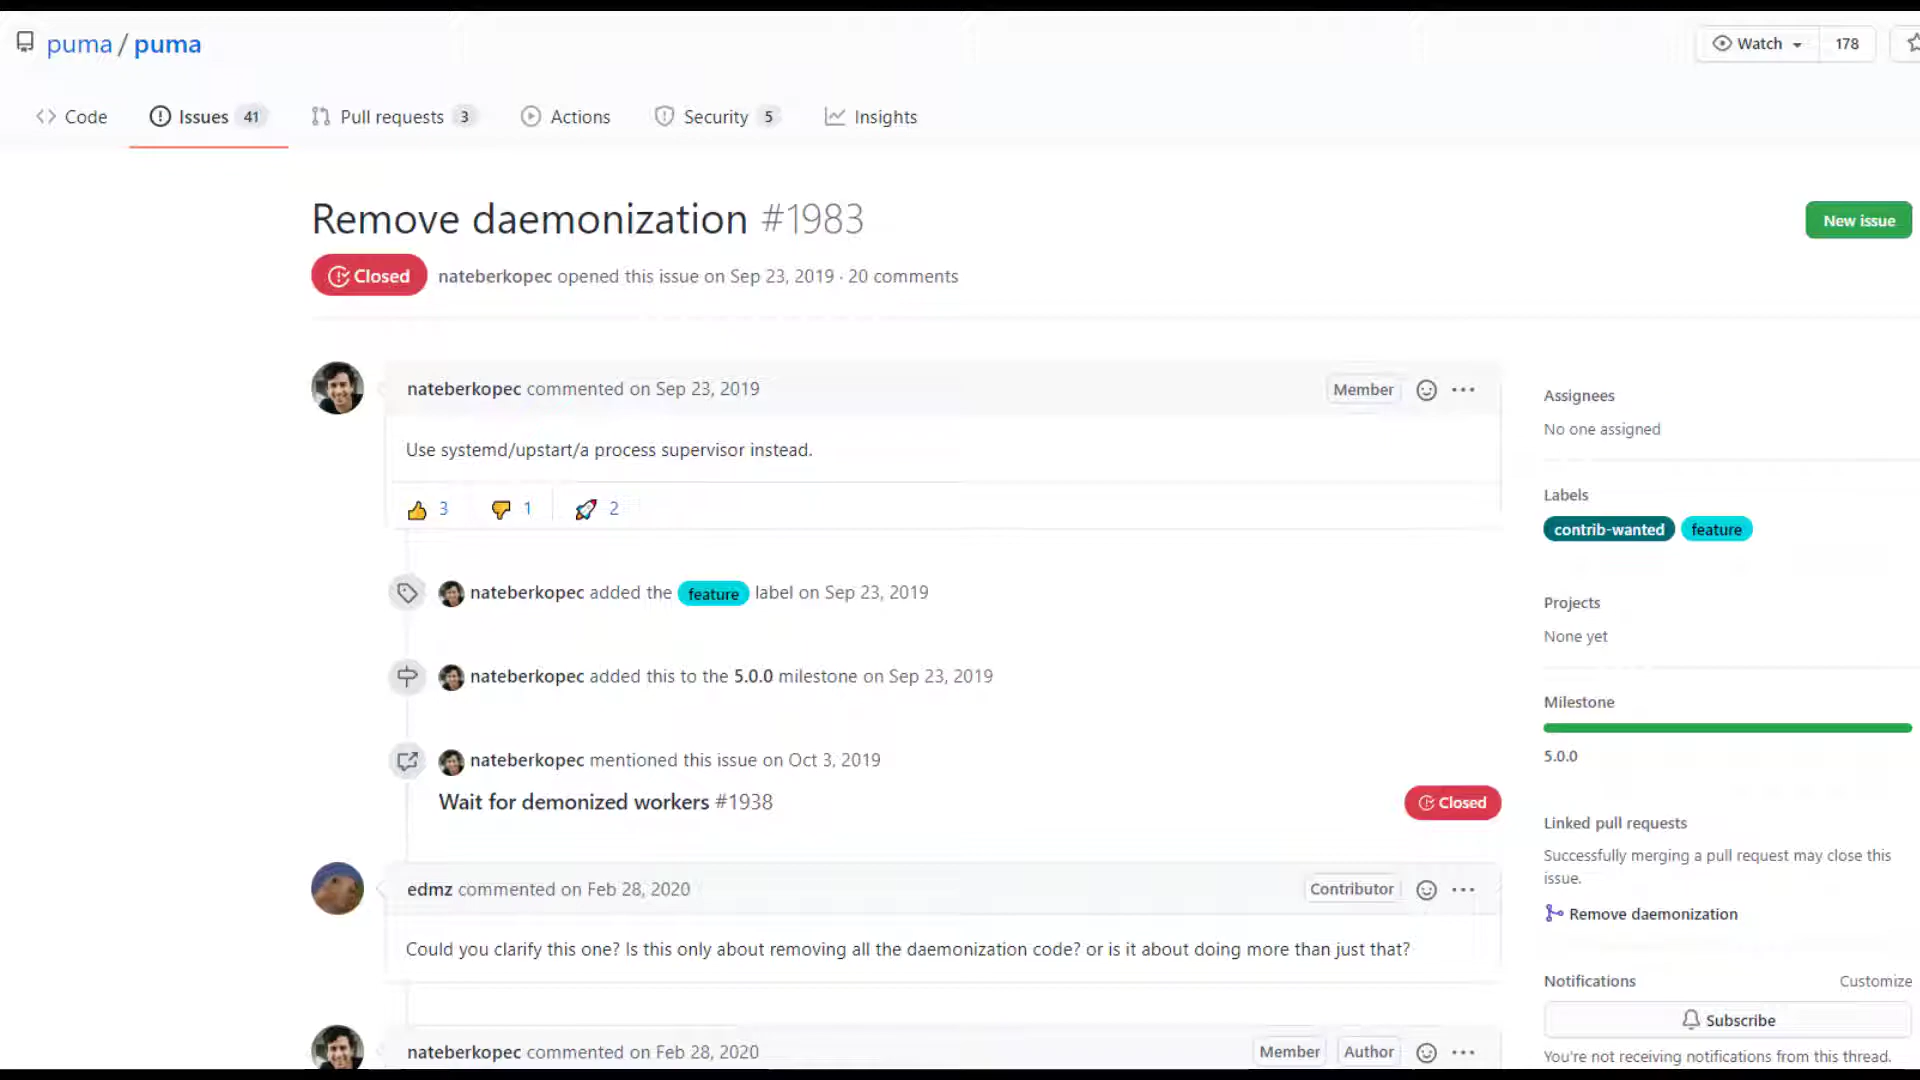 puma / puma
Watch 178
Code Issues 41 Pull requests 3 Actions Security 5 Insights
Remove daemonization #1983
New issue
Closed nateberkopec opened this issue on Sep 23, 2019 · 20 comments
nateberkopec commented on Sep 23, 2019 Member
Use systemd/upstart/a process supervisor instead.
3 1 2
nateberkopec added the feature label on Sep 23, 2019
nateberkopec added this to the 5.0.0 milestone on Sep 23, 2019
nateberkopec mentioned this issue on Oct 3, 2019
Wait for demonized workers #1938
Closed
edmz commented on Feb 28, 2020 Contributor
Could you clarify this one? Is this only about removing all the daemonization code? or is it about doing more than just that?
nateberkopec commented on Feb 28, 2020 Member Author
Assignees
No one assigned
Labels
contrib-wanted feature
Projects
None yet
Milestone
5.0.0
Linked pull requests
Successfully merging a pull request may close this
issue.
Remove daemonization
Notifications Customize
Subscribe
You're not receiving notifications from this thread.